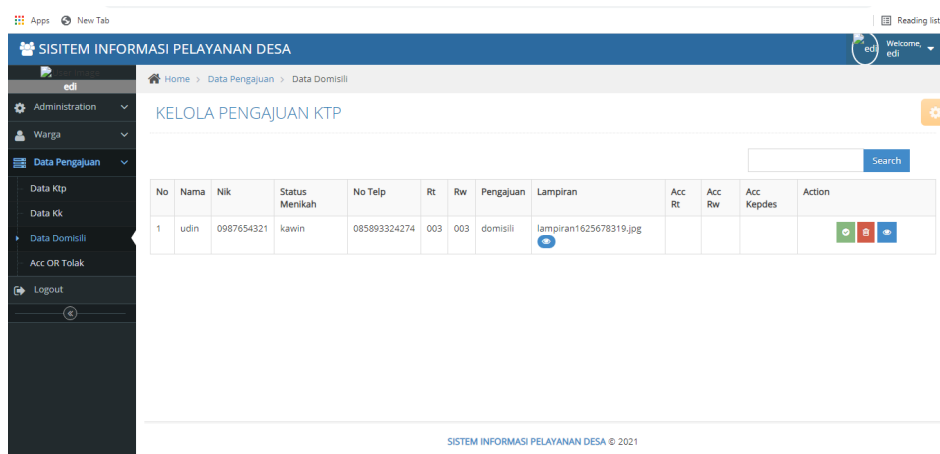 Apps New Tab Reading list
SISITEM INFORMASI PELAYANAN DESA
edi Welcome,
edi
edi
Home > Data Pengajuan > Data Domisili
Administration
Warga
Data Pengajuan
Data Ktp
Data Kk
Data Domisili
Acc OR Tolak
Logout
KELOLA PENGAJUAN KTP
Search
No Nama Nik Status Menikah No Telp Rt Rw Pengajuan Lampiran Acc Rt Acc Rw Acc Kepdes Action
1 udin 0987654321 kawin 085893324274 003 003 domisili lampiran1625678319.jpg
SISTEM INFORMASI PELAYANAN DESA © 2021